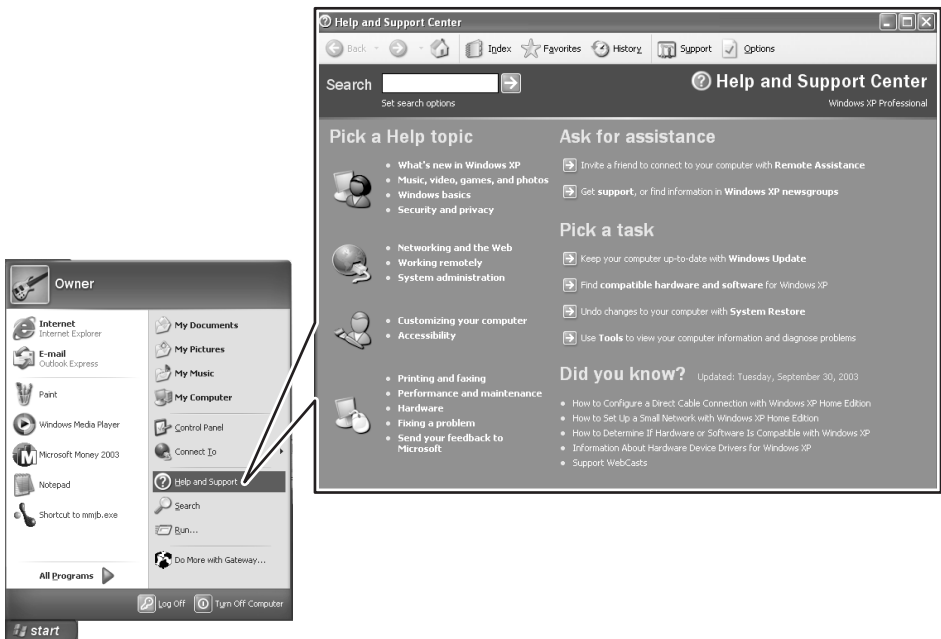 Help and Support Center
Back
Index
Favorites
History
Support
Options
Search
Set search options
Help and Support Center
Windows XP Professional
Pick a Help topic
What's new in Windows XP
Music, video, games, and photos
Windows basics
Security and privacy
Networking and the Web
Working remotely
System administration
Customizing your computer
Accessibility
Printing and faxing
Performance and maintenance
Hardware
Fixing a problem
Send your feedback to
Microsoft
Ask for assistance
Invite a friend to connect to your computer with Remote Assistance
Get support, or find information in Windows XP newsgroups
Pick a task
Keep your computer up-to-date with Windows Update
Find compatible hardware and software for Windows XP
Undo changes to your computer with System Restore
Use Tools to view your computer information and diagnose problems
Did you know? Updated: Tuesday, September 30, 2003
How to Configure a Direct Cable Connection with Windows XP Home Edition
How to Set Up a Small Network with Windows XP Home Edition
How to Determine If Hardware or Software Is Compatible with Windows XP
Information About Hardware Device Drivers for Windows XP
Support WebCasts
Owner
Internet
Internet Explorer
E-mail
Outlook Express
Paint
Windows Media Player
Microsoft Money 2003
Notepad
Shortcut to mmjb.exe
All Programs
My Documents
My Pictures
My Music
My Computer
Control Panel
Connect To
Help and Support
Search
Run...
Do More with Gateway...
Log Off
Turn Off Computer
start